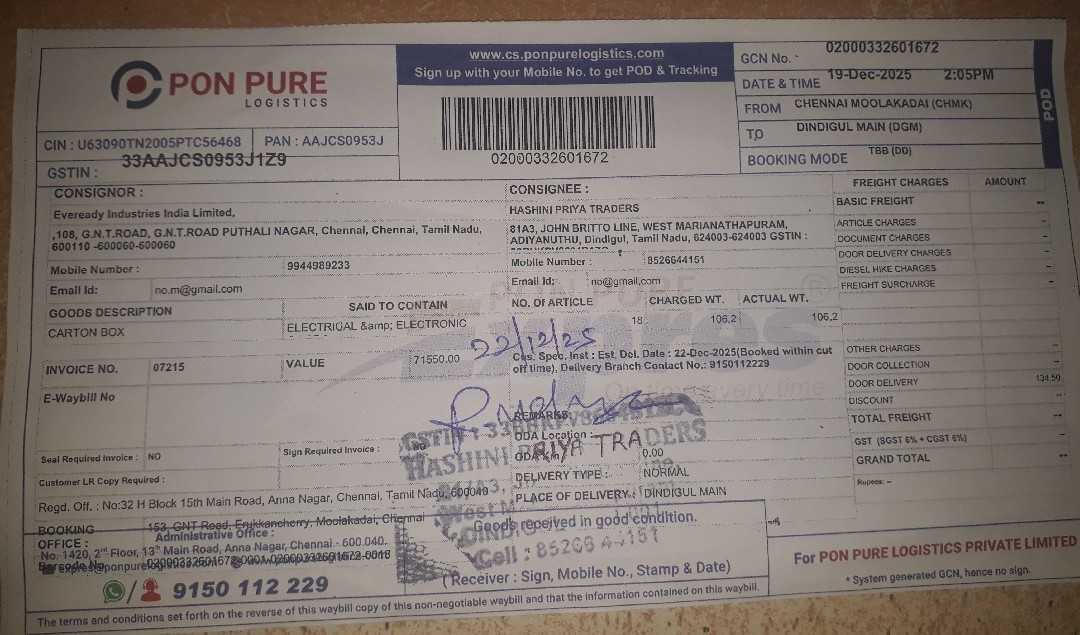 PON PURE
LOGISTICS
CIN : U63090TN2005PTC56468 PAN : AAJCS0953J
GSTIN : 33AAJCS0953J1Z9
www.cs.ponpurelogistics.com
Sign up with your Mobile No. to get POD & Tracking
02000332601672
GCN No. 02000332601672
DATE & TIME 19-Dec-2025 2:05PM
FROM CHENNAI MOOLAKADAI (CHMK)
TO DINDIGUL MAIN (DGM)
BOOKING MODE TBB (DD)
POD
CONSIGNOR :
Eveready Industries India Limited,
,108, G.N.T.ROAD, G.N.T.ROAD PUTHALI NAGAR, Chennai, Chennai, Tamil Nadu,
600110 -600060-600060
Mobile Number : 9944989233
Email Id: no.m@gmail.com
CONSIGNEE :
HASHINI PRIYA TRADERS
81A3, JOHN BRITTO LINE, WEST MARIANATHAPURAM,
ADIYANUTHU, Dindigul, Tamil Nadu, 624003-624003 GSTIN :
Mobile Number : 8526644151
Email Id: no@gmail.com
GOODS DESCRIPTION SAID TO CONTAIN NO. OF ARTICLE CHARGED WT. ACTUAL WT.
CARTON BOX ELECTRICAL &amp; ELECTRONIC 18 106.2 106.2
INVOICE NO. 07215 VALUE 71550.00
22/12/25
Cus. Spec. Inst : Est. Del. Date : 22-Dec-2025(Booked within cut
off time), Delivery Branch Contact No.: 9150112229
E-Waybill No
REMARKS:
ODA Location :
0.00
Seal Required Invoice : NO Sign Required Invoice :
Customer LR Copy Required :
DELIVERY TYPE : NORMAL
PLACE OF DELIVERY : DINDIGUL MAIN
HASHINI PRIYA TRADERS
Cell : 85266 44151
Regd. Off. : No:32 H Block 15th Main Road, Anna Nagar, Chennai, Tamil Nadu, 600040
BOOKING OFFICE : 153, GNT Road, Erukkanchery, Moolakadai, Chennai
Administrative Office :
No. 1420, 2nd Floor, 13th Main Road, Anna Nagar, Chennai - 600 040.
Barcode No
9150 112 229
Goods received in good condition.
(Receiver : Sign, Mobile No., Stamp & Date)
The terms and conditions set forth on the reverse of this waybill copy of this non-negotiable waybill and that the information contained on this waybill.
FREIGHT CHARGES AMOUNT
BASIC FREIGHT --
ARTICLE CHARGES --
DOCUMENT CHARGES --
DOOR DELIVERY CHARGES --
DIESEL HIKE CHARGES --
FREIGHT SURCHARGE --
OTHER CHARGES --
DOOR COLLECTION --
DOOR DELIVERY 134.50
DISCOUNT --
TOTAL FREIGHT --
GST (SGST 6% + CGST 6%) --
GRAND TOTAL --
Rupees: --
For PON PURE LOGISTICS PRIVATE LIMITED
* System generated GCN, hence no sign.